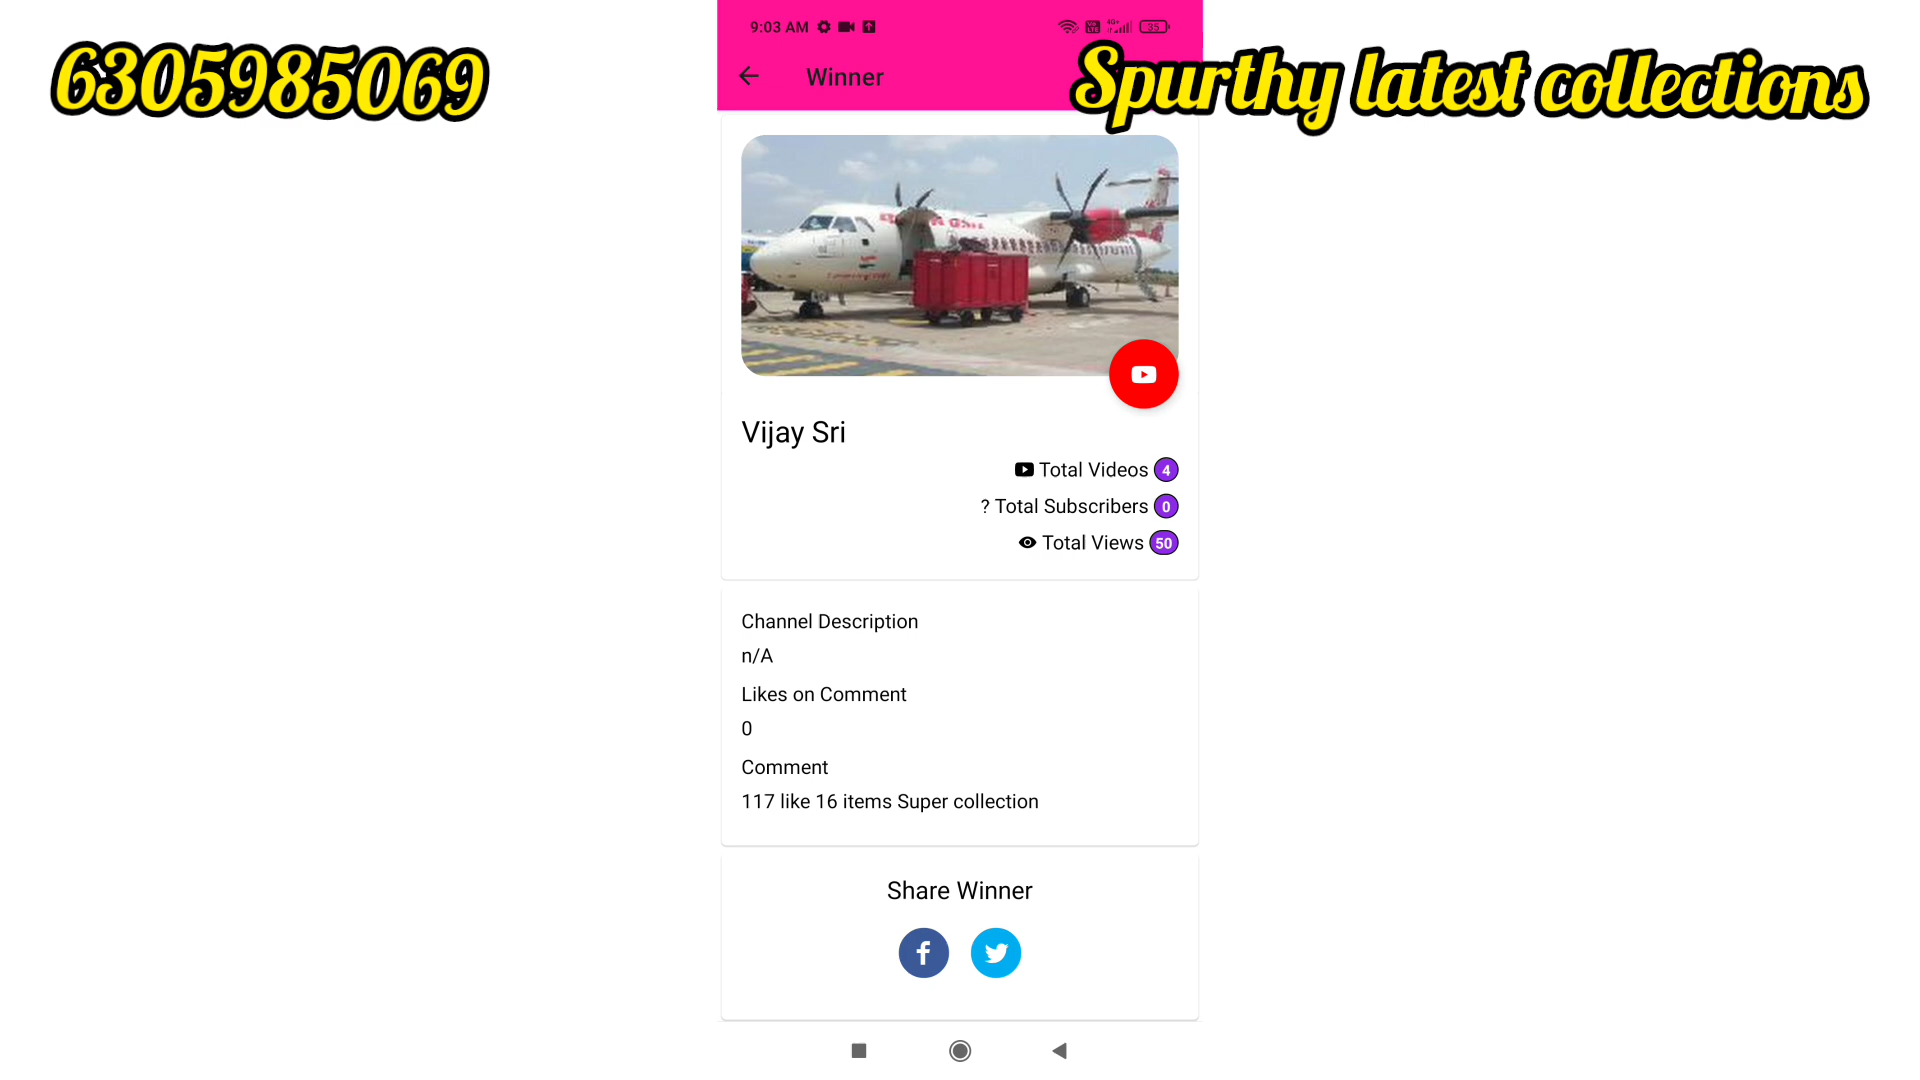 6305985069
Spurthy latest collections
9:03 AM
35
Winner
Vijay Sri
Total Videos 4
? Total Subscribers 0
Total Views 50
Channel Description
n/A
Likes on Comment
0
Comment
117 like 16 items Super collection
Share Winner